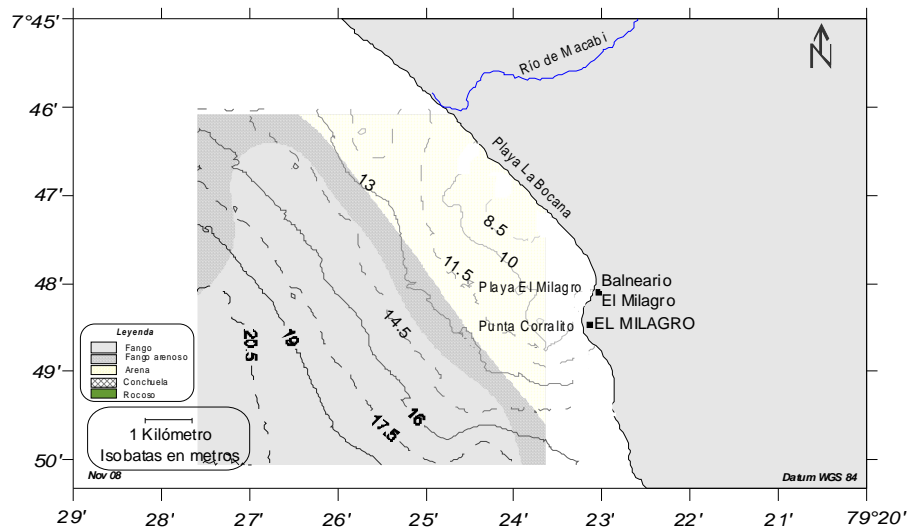 7°45'
46'
47'
48'
49'
50'
29'
28'
27'
26'
25'
24'
23'
22'
21'
79°20'
N
Río de Macabi
Playa La Bocana
13
8.5
10
11.5
14.5
16
17.5
19
20.5
Playa El Milagro
Punta Corralito
Balneario
El Milagro
EL MILAGRO
Leyenda
Fango
Fango arenoso
Arena
Conchuela
Rocoso
1 Kilómetro
Isobatas en metros
Nov 08
Datum WGS 84